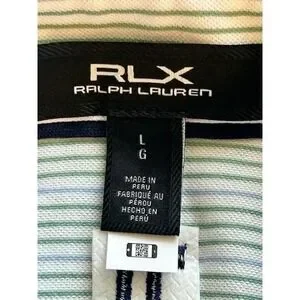 RLX
RALPH LAUREN
L
G
MADE IN
PERU
FABRIQUÉ AU
PÉROU
HECHO EN
PERÚ